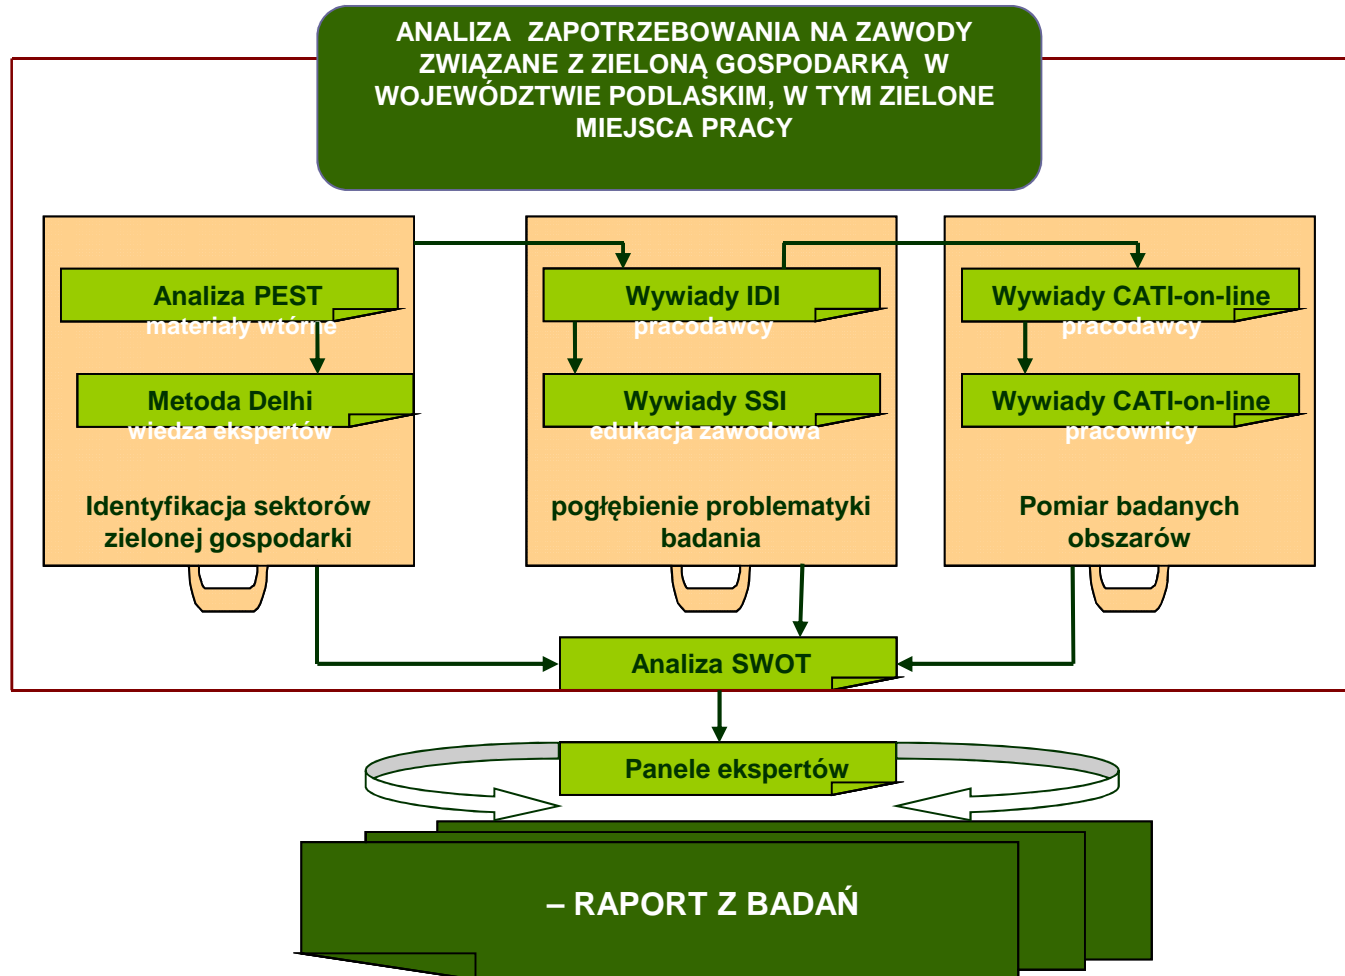 ANALIZA ZAPOTRZEBOWANIA NA ZAWODY
ZWIĄZANE Z ZIELONĄ GOSPODARKĄ W
WOJEWÓDZTWIE PODLASKIM, W TYM ZIELONE
MIEJSCA PRACY
Analiza PEST
materiały wtórne
Metoda Delhi
wiedza ekspertów
Identyfikacja sektorów
zielonej gospodarki
Wywiady IDI
pracodawcy
Wywiady SSI
edukacja zawodowa
pogłębienie problematyki
badania
Wywiady CATI-on-line
pracodawcy
Wywiady CATI-on-line
pracownicy
Pomiar badanych
obszarów
Analiza SWOT
Panele ekspertów
– RAPORT Z BADAŃ